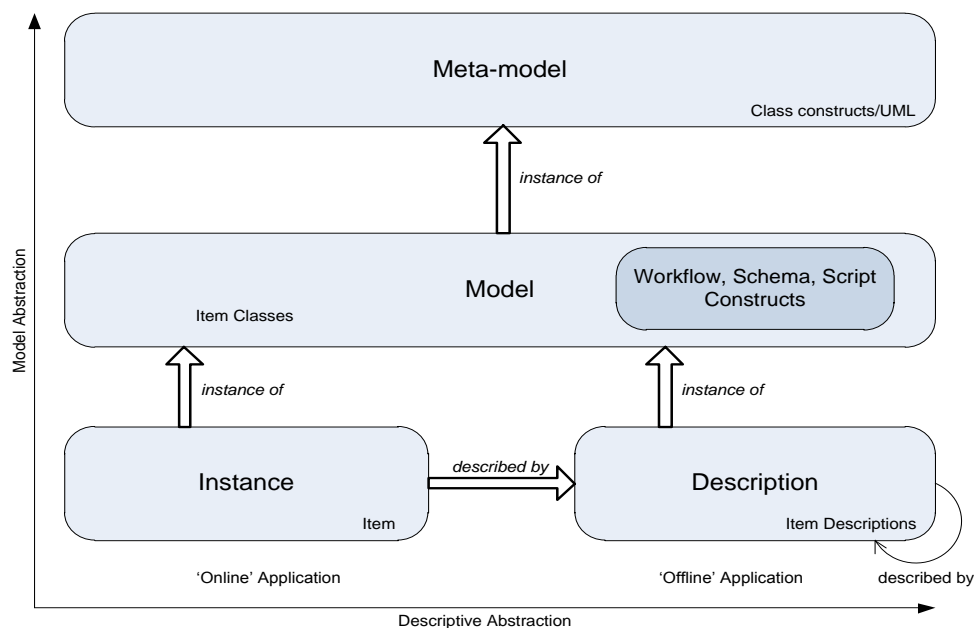 Meta-model
Class constructs/UML
instance of
Model Abstraction
Workflow, Schema, Script
Constructs
Model
Item Classes
instance of
instance of
described by
Instance
Description
Item
Item Descriptions
'Online' Application
'Offline' Application
described by
Descriptive Abstraction